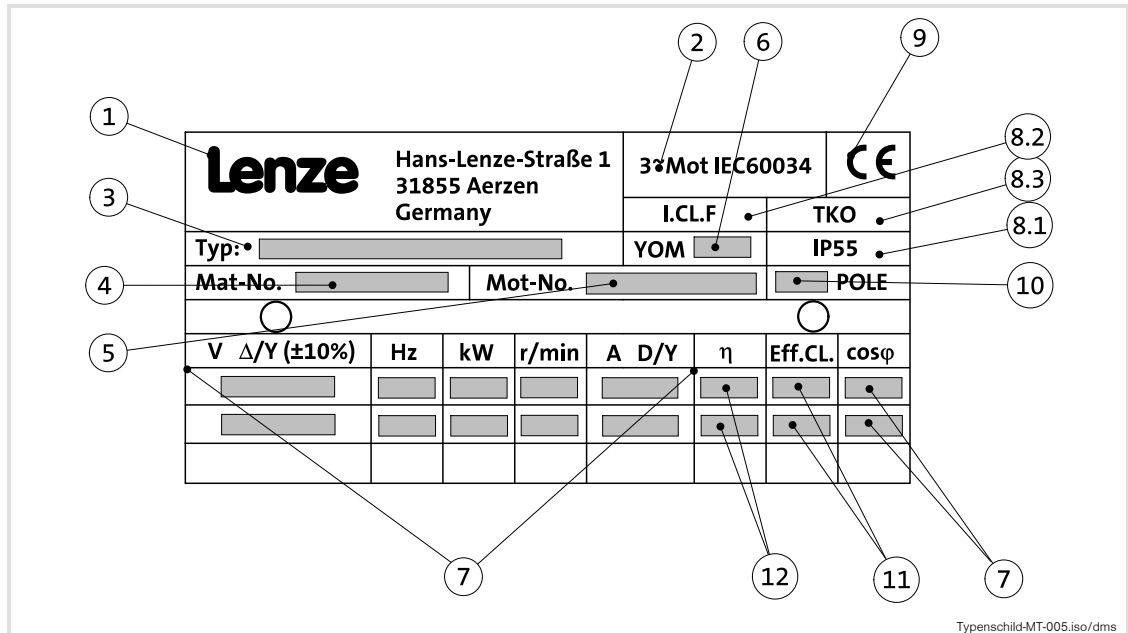 2 6 9
1
8.2
Lenze Hans-Lenze-Straße 1 3~Mot IEC60034 CE
31855 Aerzen
Germany
8.3
3
I.CL.F TKO
8.1
Typ: YOM IP55
4
Mat-No. Mot-No. POLE
10
5
V Δ/Y (±10%) Hz kW r/min A D/Y η Eff.CL. cosφ
7 12 11 7
Typenschild-MT-005.iso/dms